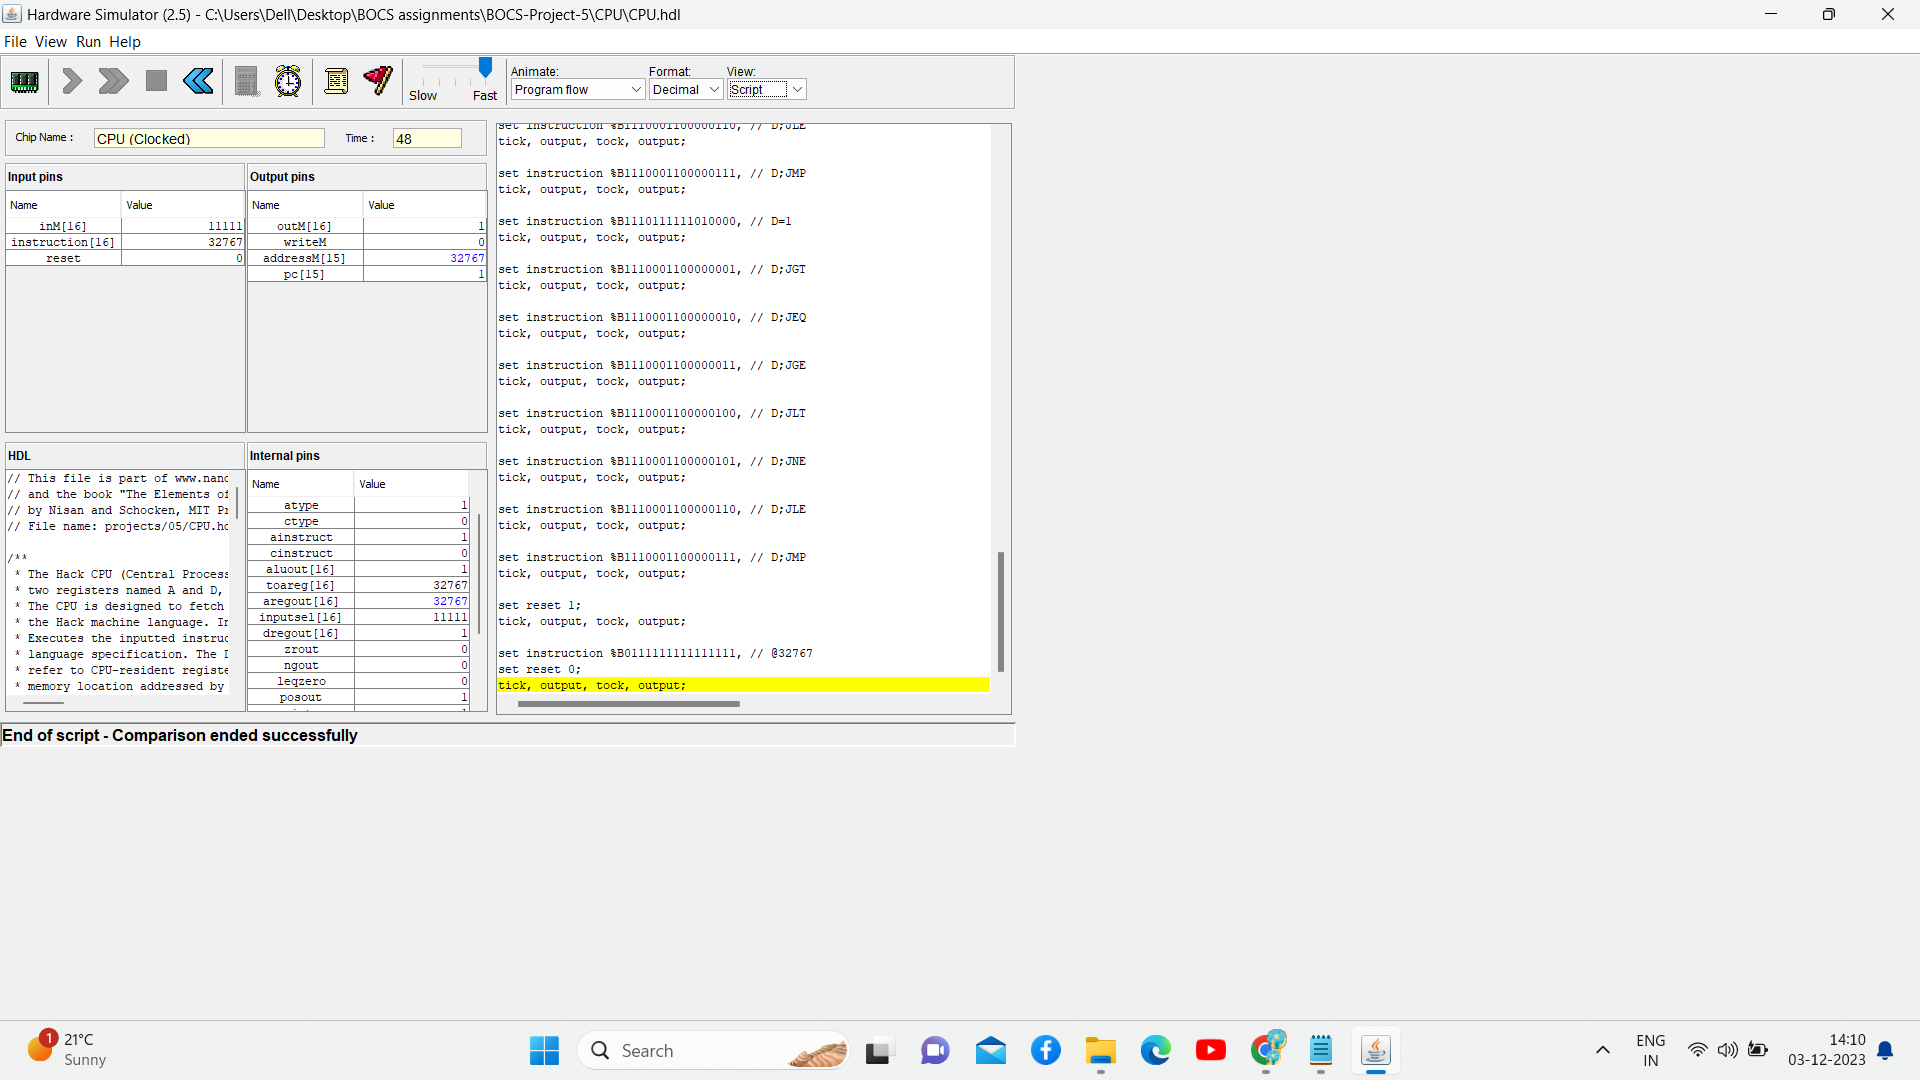 Hardware Simulator (2.5) - C:\Users\Dell\Desktop\BOCS assignments\BOCS-Project-5\CPU\CPU.hdl
File View Run Help
Slow Fast
Animate: Format: View:
Program flow Decimal Script
Chip Name : CPU (Clocked) Time : 48
Input pins
Name Value
inM[16] 11111
instruction[16] 32767
reset 0
Output pins
Name Value
outM[16] 1
writeM 0
addressM[15] 32767
pc[15] 1
HDL
// This file is part of www.nand
// and the book "The Elements of
// by Nisan and Schocken, MIT Pr
// File name: projects/05/CPU.hd
/**
* The Hack CPU (Central Process
* two registers named A and D,
* The CPU is designed to fetch
* the Hack machine language. In
* Executes the inputted instruc
* language specification. The D
* refer to CPU-resident registe
* memory location addressed by
Internal pins
Name Value
atype 1
ctype 0
ainstruct 1
cinstruct 0
aluout[16] 1
toareg[16] 32767
aregout[16] 32767
inputsel[16] 11111
dregout[16] 1
zrout 0
ngout 0
leqzero 0
posout 1
set instruction %B1110001100000110, // D;JLE
tick, output, tock, output;
set instruction %B1110001100000111, // D;JMP
tick, output, tock, output;
set instruction %B1110111111010000, // D=1
tick, output, tock, output;
set instruction %B1110001100000001, // D;JGT
tick, output, tock, output;
set instruction %B1110001100000010, // D;JEQ
tick, output, tock, output;
set instruction %B1110001100000011, // D;JGE
tick, output, tock, output;
set instruction %B1110001100000100, // D;JLT
tick, output, tock, output;
set instruction %B1110001100000101, // D;JNE
tick, output, tock, output;
set instruction %B1110001100000110, // D;JLE
tick, output, tock, output;
set instruction %B1110001100000111, // D;JMP
tick, output, tock, output;
set reset 1;
tick, output, tock, output;
set instruction %B0111111111111111, // @32767
set reset 0;
tick, output, tock, output;
End of script - Comparison ended successfully
1
21°C
Sunny
Search
ENG
IN
14:10
03-12-2023